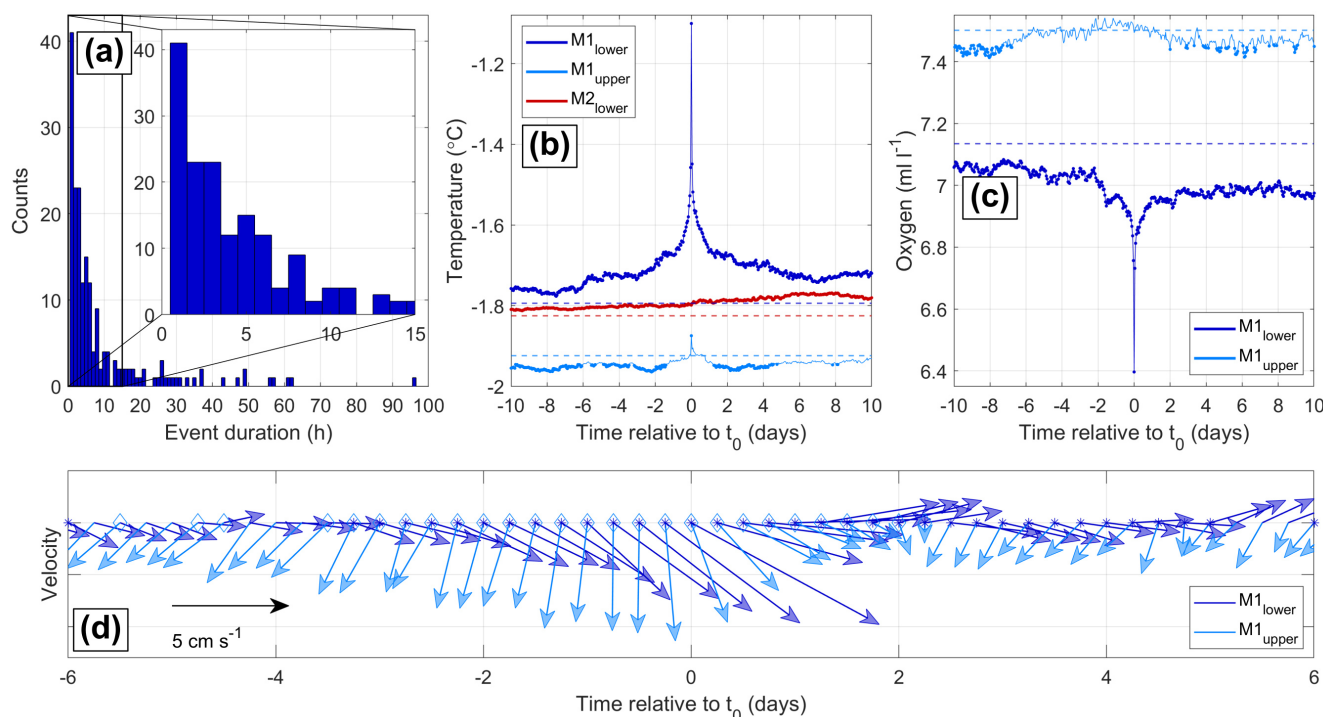 (a)
Counts
0
10
20
30
40
0 10 20 30 40 50 60 70 80 90 100
Event duration (h)
0
10
20
30
40
0 5 10 15
(b)
Temperature (°C)
-1.2
-1.4
-1.6
-1.8
-2
-10 -8 -6 -4 -2 0 2 4 6 8 10
Time relative to t0 (days)
M1lower
M1upper
M2lower
(c)
Oxygen (ml l-1)
7.4
7.2
7
6.8
6.6
6.4
-10 -8 -6 -4 -2 0 2 4 6 8 10
Time relative to t0 (days)
M1lower
M1upper
Velocity
(d)
5 cm s-1
M1lower
M1upper
-6 -4 -2 0 2 4 6
Time relative to t0 (days)